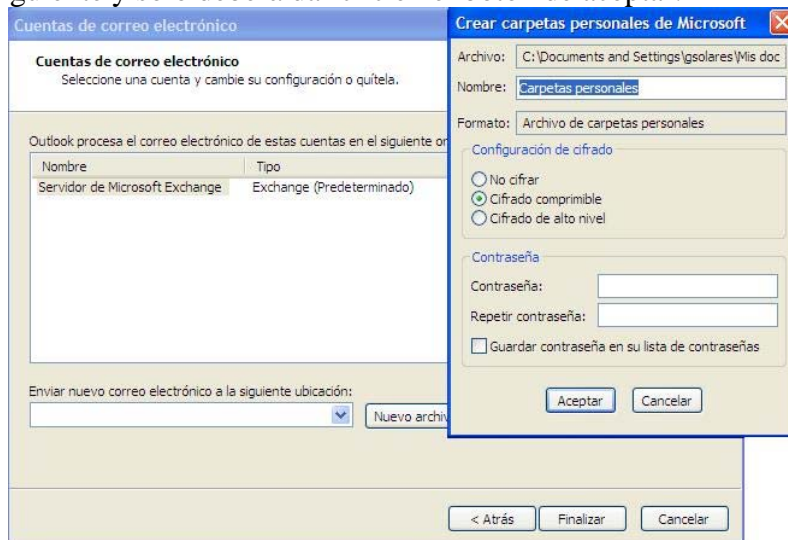 Cuentas de correo electrónico
Cuentas de correo electrónico
Seleccione una cuenta y cambie su configuración o quítela.
Outlook procesa el correo electrónico de estas cuentas en el siguiente
Nombre Tipo
Servidor de Microsoft Exchange Exchange (Predeterminado)
Enviar nuevo correo electrónico a la siguiente ubicación:
Nuevo
< Atrás Finalizar Cancelar
Crear carpetas personales de Microsoft
Archivo: C:\Documents and Settings\gsolares\Mis doc
Nombre: Carpetas personales
Formato: Archivo de carpetas personales
Configuración de cifrado
No cifrar
Cifrado comprimible
Cifrado de alto nivel
Contraseña
Contraseña:
Repetir contraseña:
Guardar contraseña en su lista de contraseñas
Aceptar Cancelar